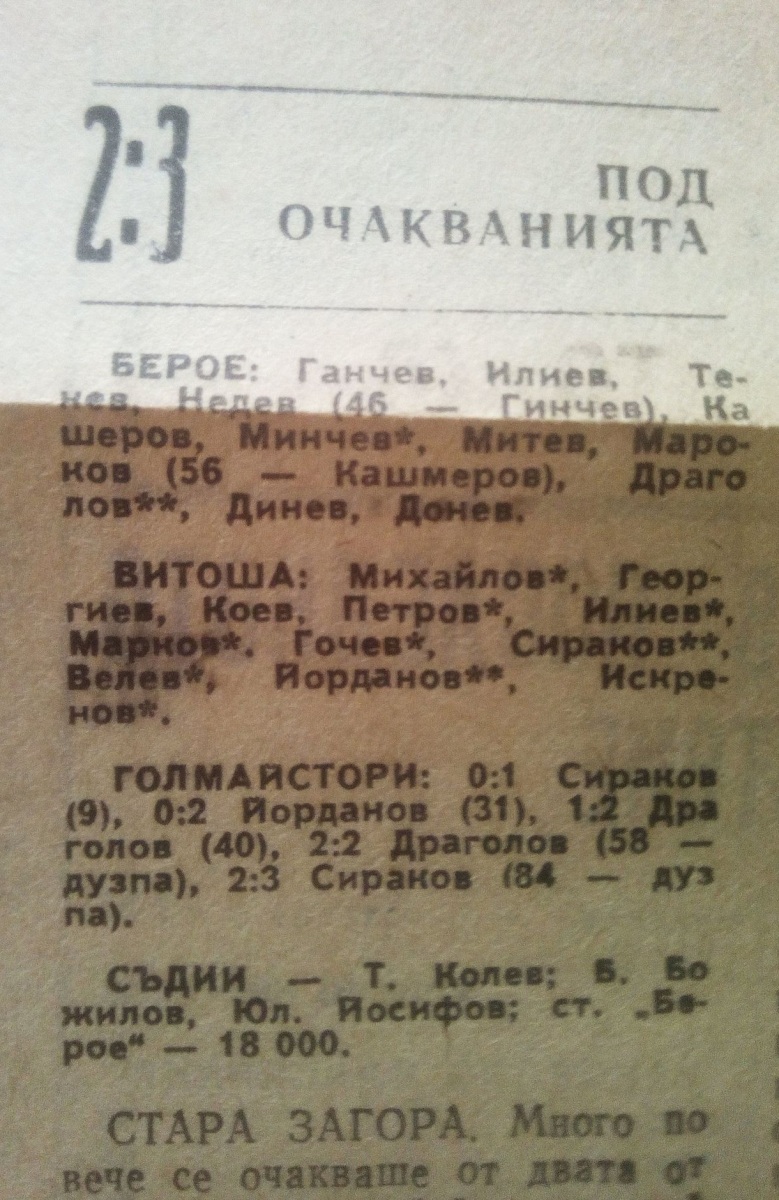 2:3
ПОД
ОЧАКВАНИЯТА
БЕРОЕ: Ганчев, Илиев, Те-
нев, Недев (46 — Гинчев), Ка
шеров, Минчев*, Митев, Маро-
ков (56 — Кашмеров), Драго
лов**, Динев, Донев.
ВИТОША: Михайлов*, Геор-
гиев, Коев, Петров*, Илиев*,
Марков*. Гочев*, Сираков**,
Велев*, Йорданов**, Искре-
нов*.
ГОЛМАЙСТОРИ: 0:1 Сираков
(9), 0:2 Йорданов (31), 1:2 Дра
голов (40), 2:2 Драголов (58 —
дузпа), 2:3 Сираков (84 — дуз
па).
СЪДИИ — Т. Колев; Б. Бо
жилов, Юл. Йосифов; ст. „Бе-
рое“ — 18 000.
СТАРА ЗАГОРА. Много по
вече се очакваше от двата от